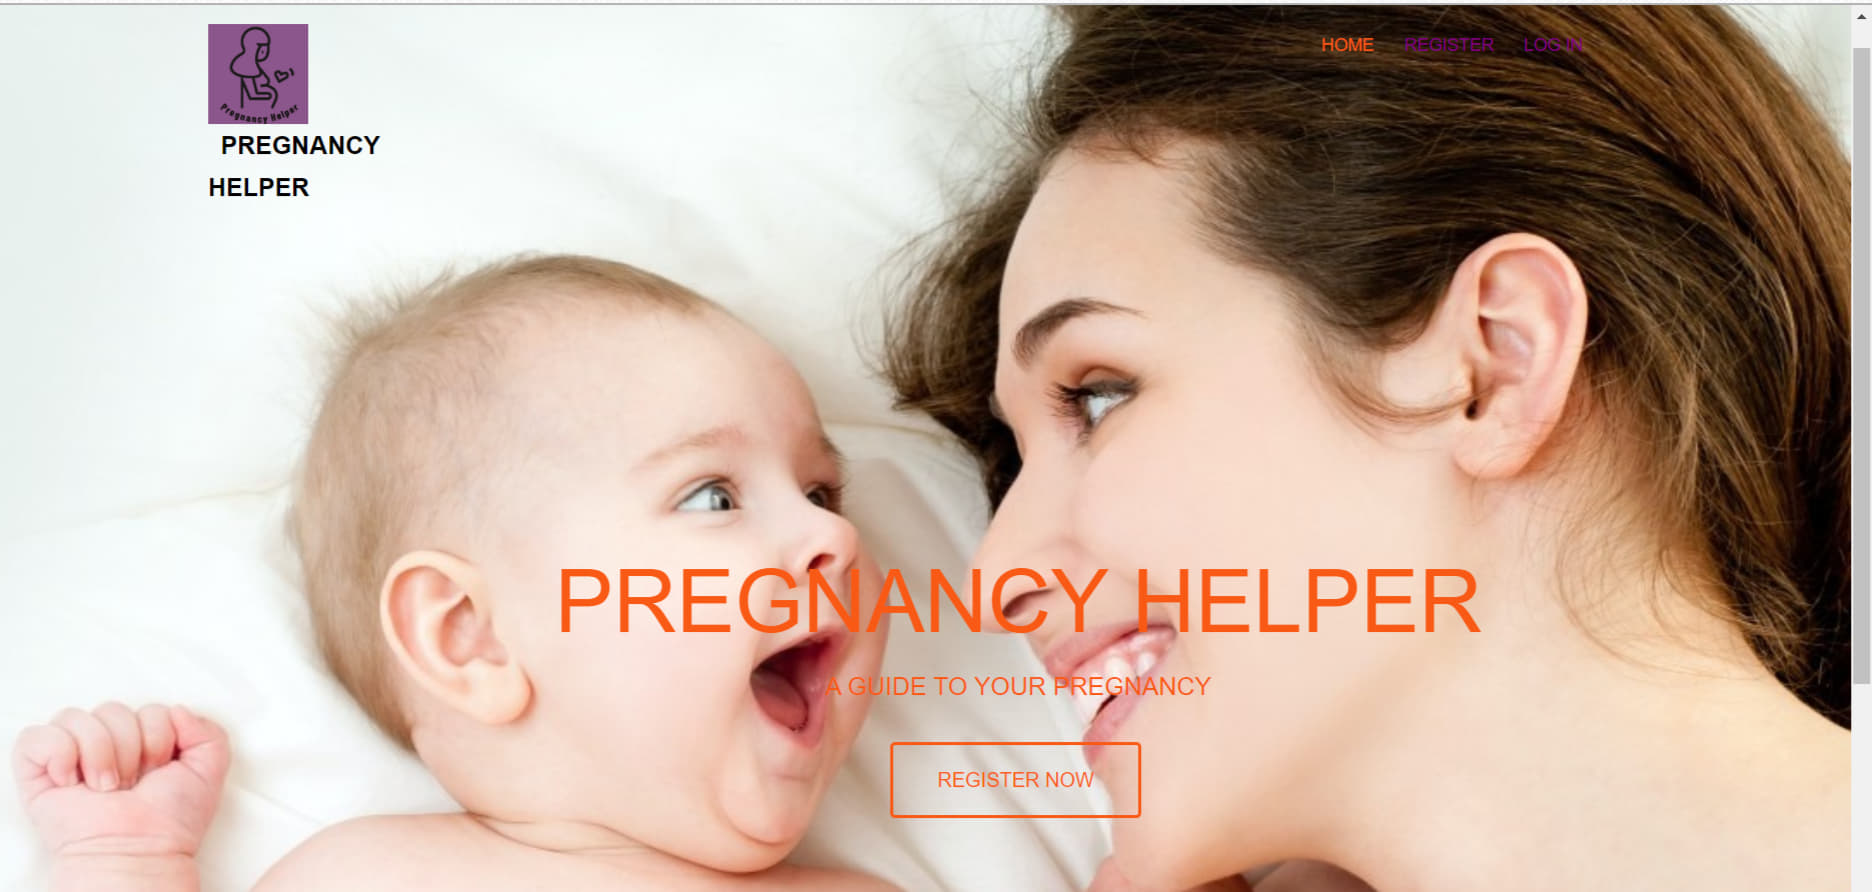 HOME REGISTER LOG IN
Pregnancy Helper
PREGNANCY
HELPER
PREGNANCY HELPER
A GUIDE TO YOUR PREGNANCY
REGISTER NOW